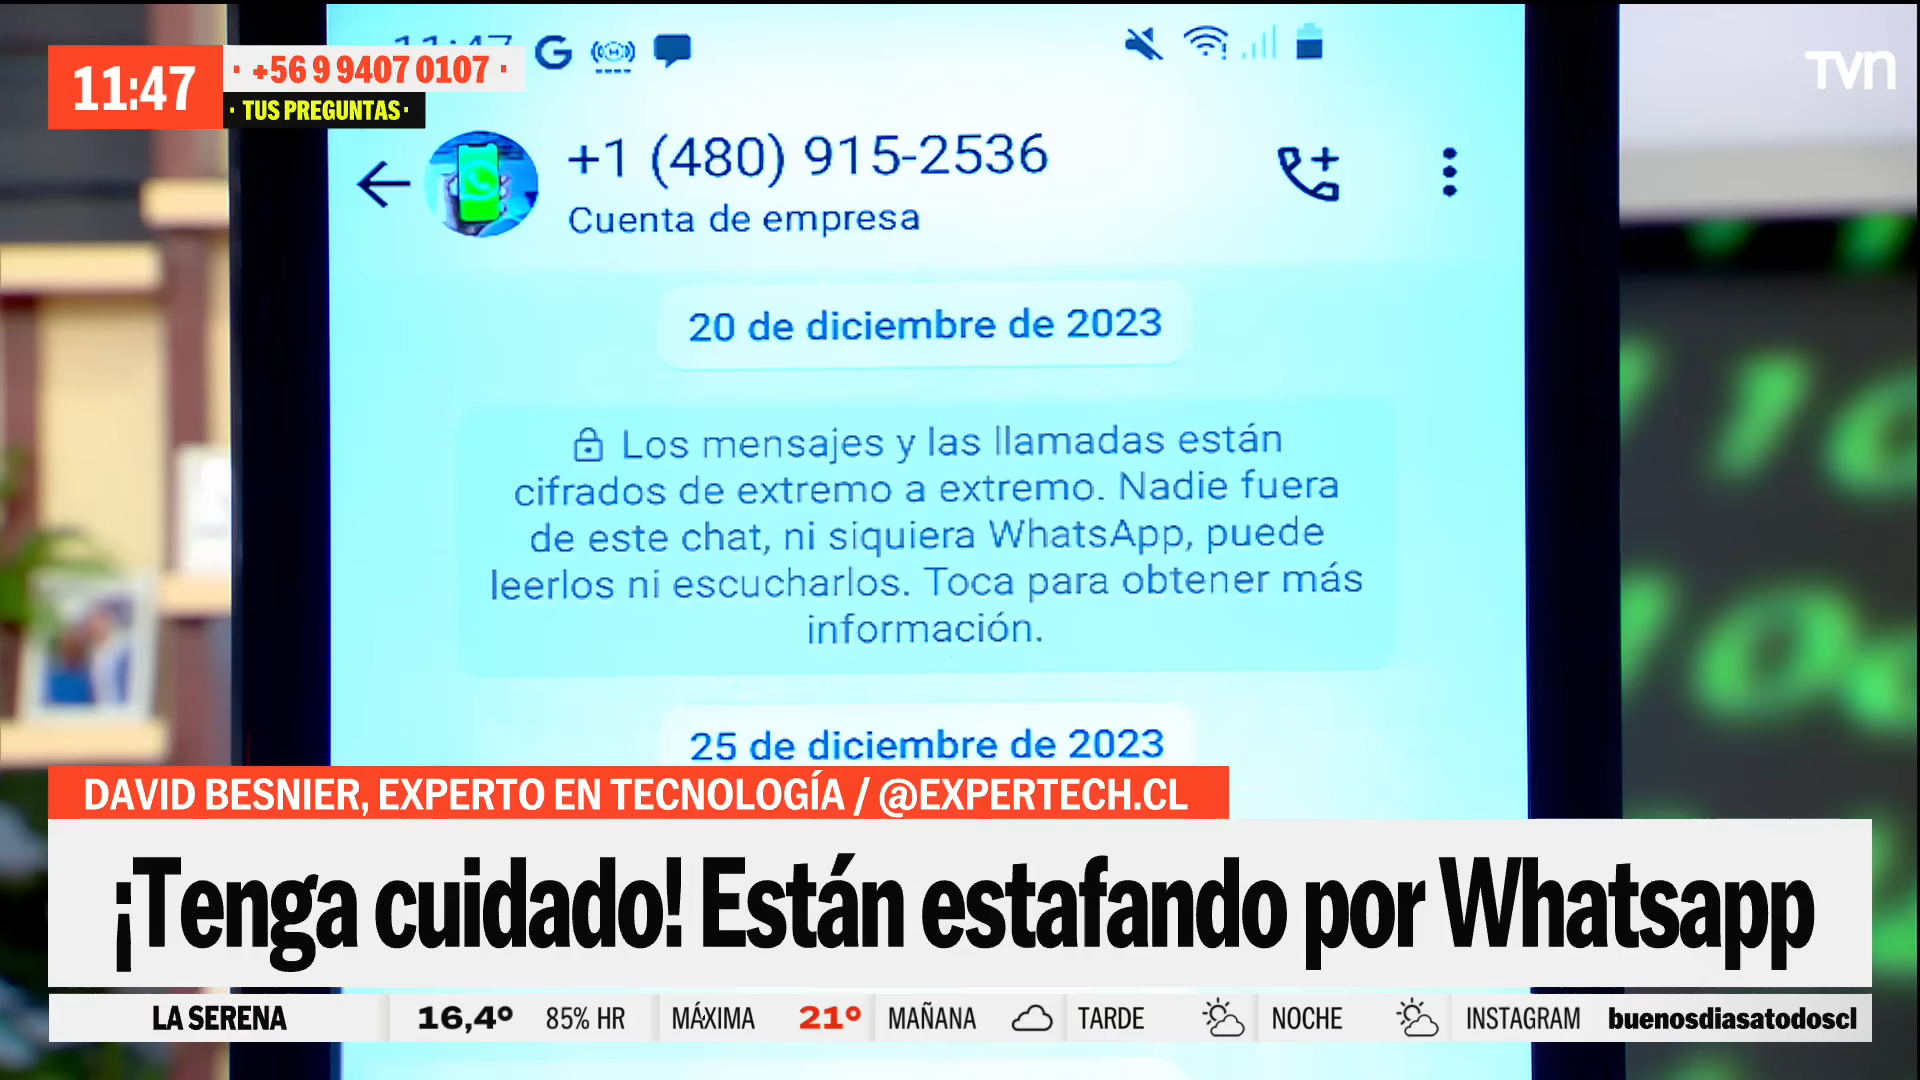 11:47
· +56 9 9407 0107 ·
· TUS PREGUNTAS ·
11:47 G
TVN
+1 (480) 915-2536
Cuenta de empresa
20 de diciembre de 2023
Los mensajes y las llamadas están
cifrados de extremo a extremo. Nadie fuera
de este chat, ni siquiera WhatsApp, puede
leerlos ni escucharlos. Toca para obtener más
información.
25 de diciembre de 2023
DAVID BESNIER, EXPERTO EN TECNOLOGÍA / @EXPERTECH.CL
¡Tenga cuidado! Están estafando por Whatsapp
LA SERENA 16,4° 85% HR MÁXIMA 21° MAÑANA TARDE NOCHE INSTAGRAM buenosdiasatodoscl